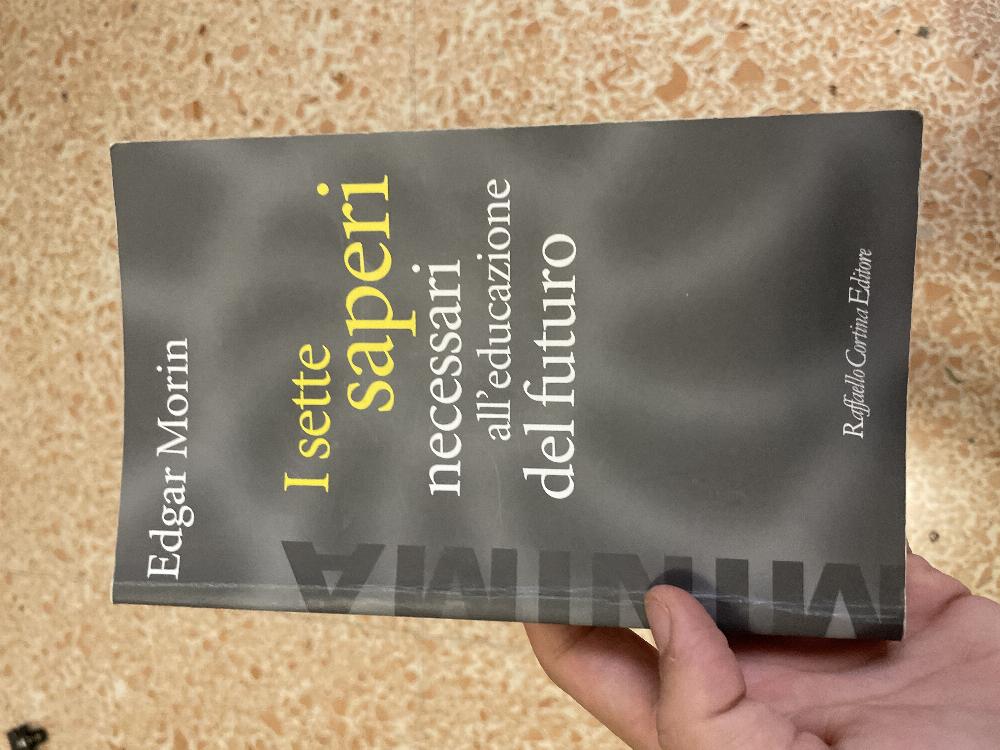 Edgar Morin
I sette
saperi
necessari
all'educazione
del futuro
Raffaello Cortina Editore
MINIMA